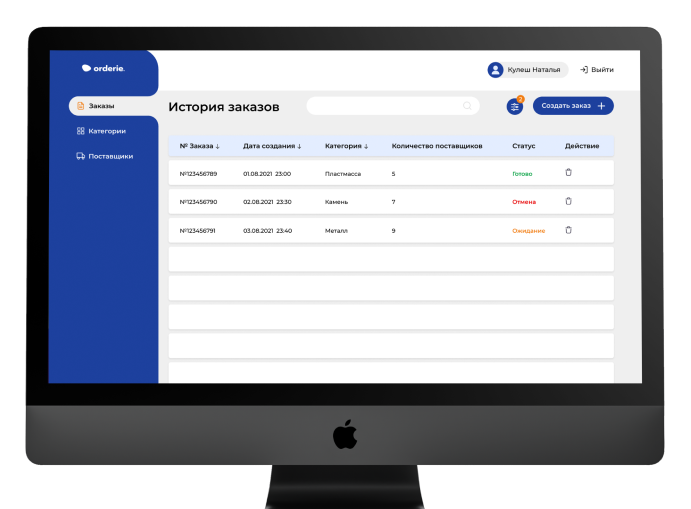 orderie.
Кулеш Наталья
Выйти
Заказы
Категории
Поставщики
История заказов
2
Создать заказ +
№ Заказа ↓ Дата создания ↓ Категория ↓ Количество поставщиков Статус Действие
№123456789 01.08.2021 23:00 Пластмасса 5 Готово
№123456790 02.08.2021 23:30 Камень 7 Отмена
№123456791 03.08.2021 23:40 Металл 9 Ожидание